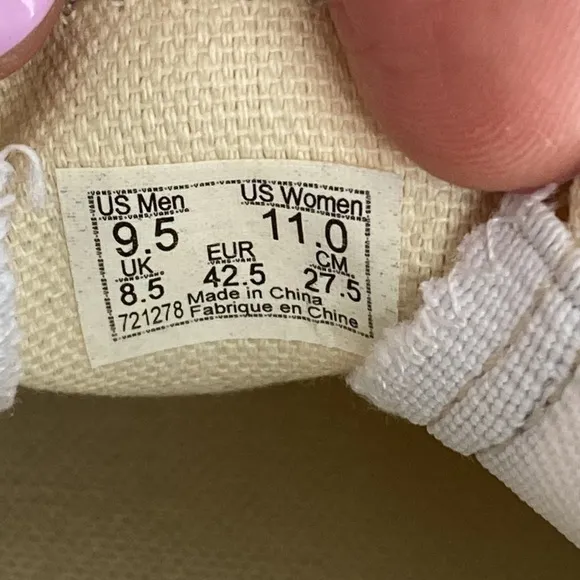 US Men US Women
9.5 11.0
UK EUR CM
8.5 42.5 27.5
721278 Made in China
Fabrique en Chine